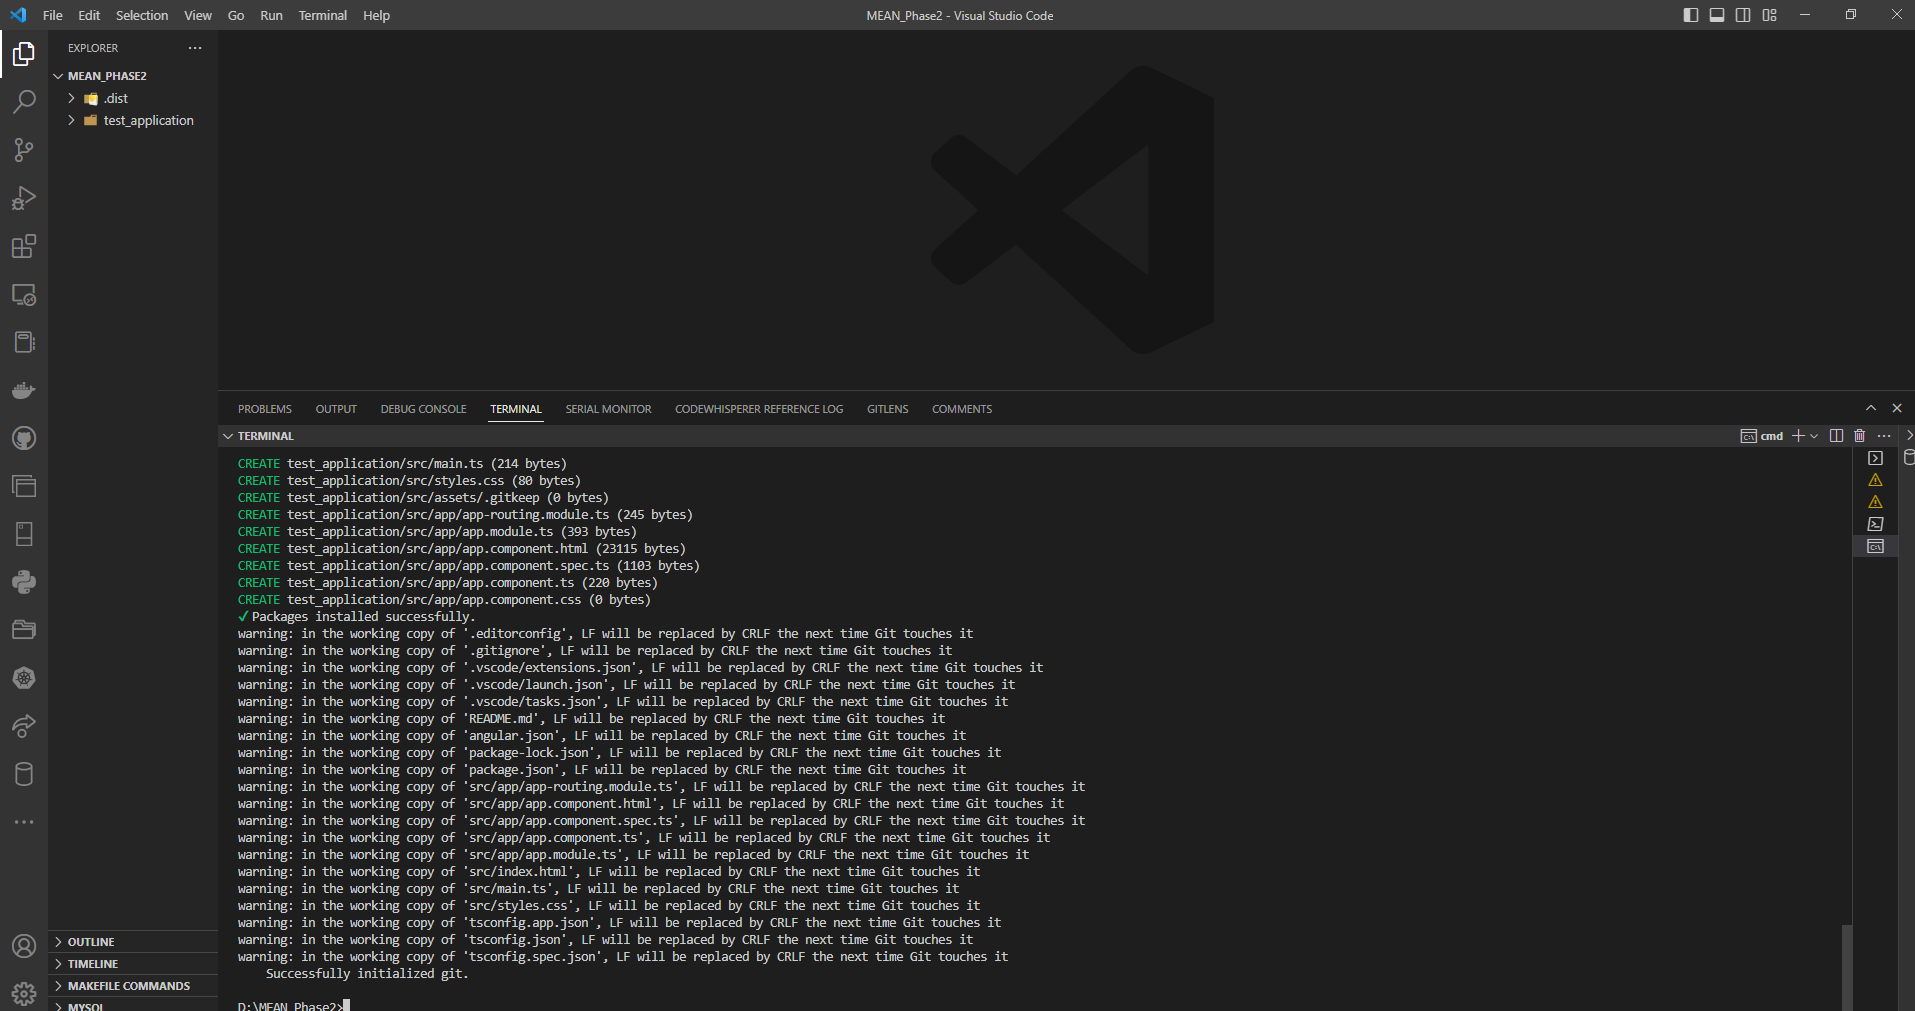 File Edit Selection View Go Run Terminal Help
MEAN_Phase2 - Visual Studio Code
EXPLORER
MEAN_PHASE2
.dist
test_application
PROBLEMS OUTPUT DEBUG CONSOLE TERMINAL SERIAL MONITOR CODEWHISPERER REFERENCE LOG GITLENS COMMENTS
TERMINAL
cmd
CREATE test_application/src/main.ts (214 bytes)
CREATE test_application/src/styles.css (80 bytes)
CREATE test_application/src/assets/.gitkeep (0 bytes)
CREATE test_application/src/app/app-routing.module.ts (245 bytes)
CREATE test_application/src/app/app.module.ts (393 bytes)
CREATE test_application/src/app/app.component.html (23115 bytes)
CREATE test_application/src/app/app.component.spec.ts (1103 bytes)
CREATE test_application/src/app/app.component.ts (220 bytes)
CREATE test_application/src/app/app.component.css (0 bytes)
✓ Packages installed successfully.
warning: in the working copy of '.editorconfig', LF will be replaced by CRLF the next time Git touches it
warning: in the working copy of '.gitignore', LF will be replaced by CRLF the next time Git touches it
warning: in the working copy of '.vscode/extensions.json', LF will be replaced by CRLF the next time Git touches it
warning: in the working copy of '.vscode/launch.json', LF will be replaced by CRLF the next time Git touches it
warning: in the working copy of '.vscode/tasks.json', LF will be replaced by CRLF the next time Git touches it
warning: in the working copy of 'README.md', LF will be replaced by CRLF the next time Git touches it
warning: in the working copy of 'angular.json', LF will be replaced by CRLF the next time Git touches it
warning: in the working copy of 'package-lock.json', LF will be replaced by CRLF the next time Git touches it
warning: in the working copy of 'package.json', LF will be replaced by CRLF the next time Git touches it
warning: in the working copy of 'src/app/app-routing.module.ts', LF will be replaced by CRLF the next time Git touches it
warning: in the working copy of 'src/app/app.component.html', LF will be replaced by CRLF the next time Git touches it
warning: in the working copy of 'src/app/app.component.spec.ts', LF will be replaced by CRLF the next time Git touches it
warning: in the working copy of 'src/app/app.component.ts', LF will be replaced by CRLF the next time Git touches it
warning: in the working copy of 'src/app/app.module.ts', LF will be replaced by CRLF the next time Git touches it
warning: in the working copy of 'src/index.html', LF will be replaced by CRLF the next time Git touches it
warning: in the working copy of 'src/main.ts', LF will be replaced by CRLF the next time Git touches it
warning: in the working copy of 'src/styles.css', LF will be replaced by CRLF the next time Git touches it
warning: in the working copy of 'tsconfig.app.json', LF will be replaced by CRLF the next time Git touches it
warning: in the working copy of 'tsconfig.json', LF will be replaced by CRLF the next time Git touches it
warning: in the working copy of 'tsconfig.spec.json', LF will be replaced by CRLF the next time Git touches it
Successfully initialized git.
D:\MEAN_Phase2>
OUTLINE
TIMELINE
MAKEFILE COMMANDS
MYSQL